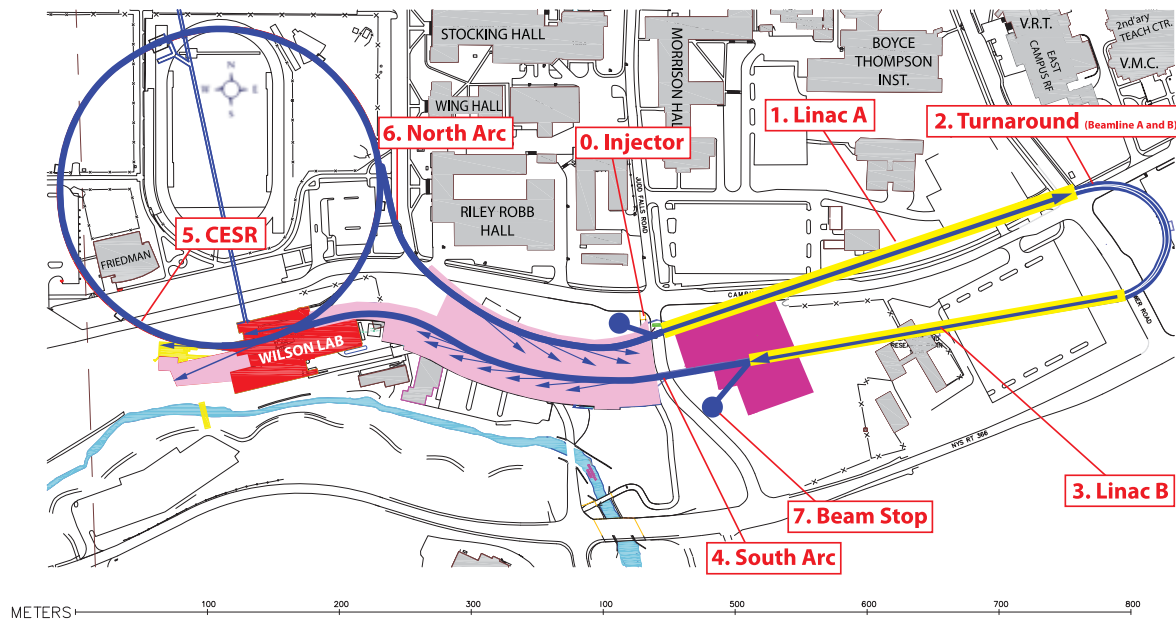 STOCKING HALL
WING HALL
MORRISON HALL
BOYCE
THOMPSON
INST.
V.R.T.
EAST
CAMPUS RF
2nd'ary
TEACH CTR.
V.M.C.
N
W E
S
6. North Arc
0. Injector
1. Linac A
2. Turnaround (Beamline A and B)
RILEY ROBB
HALL
JUDD FALLS ROAD
5. CESR
FRIEDMAN
WILSON LAB
NYS RT 366
3. Linac B
7. Beam Stop
4. South Arc
METERS 100 200 300 100 500 600 700 800